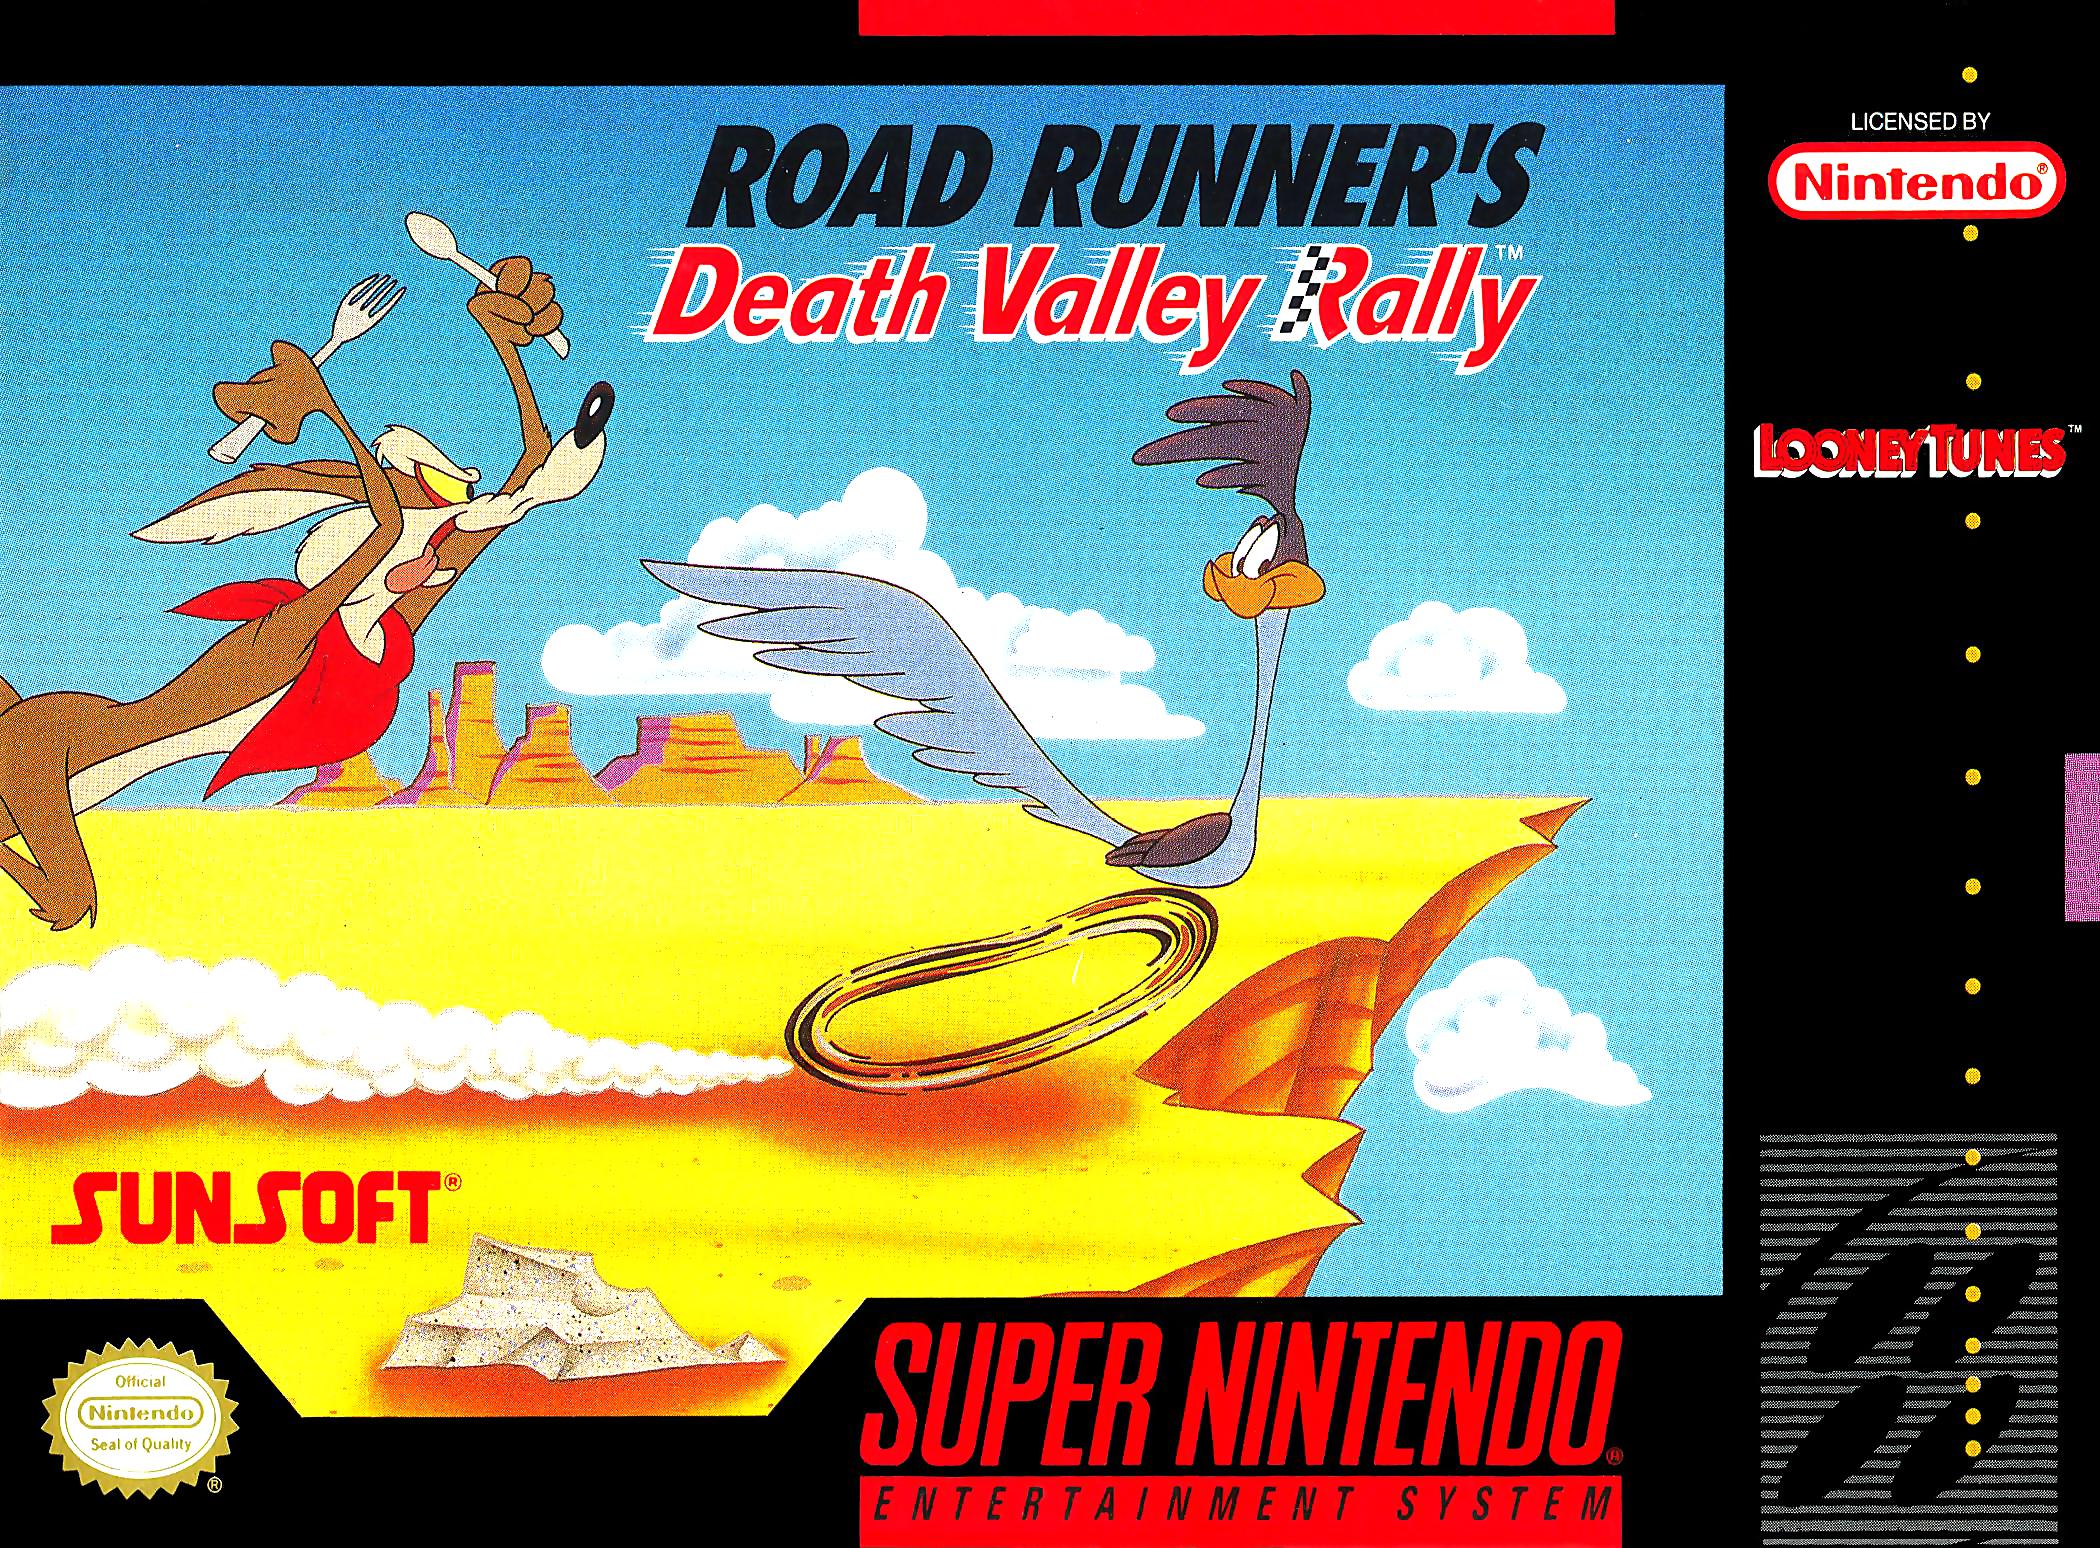 ROAD RUNNER'S
Death Valley Rally™
LICENSED BY
Nintendo®
LOONEY TUNES™
SUNSOFT®
Official
Nintendo
Seal of Quality
®
SUPER NINTENDO®
ENTERTAINMENT SYSTEM